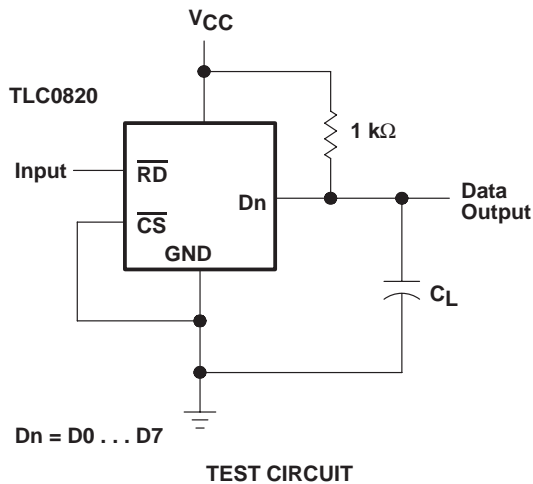 VCC
TLC0820
1 kΩ
Input
RD
Dn
Data
Output
CS
GND
CL
Dn = D0 . . . D7
TEST CIRCUIT